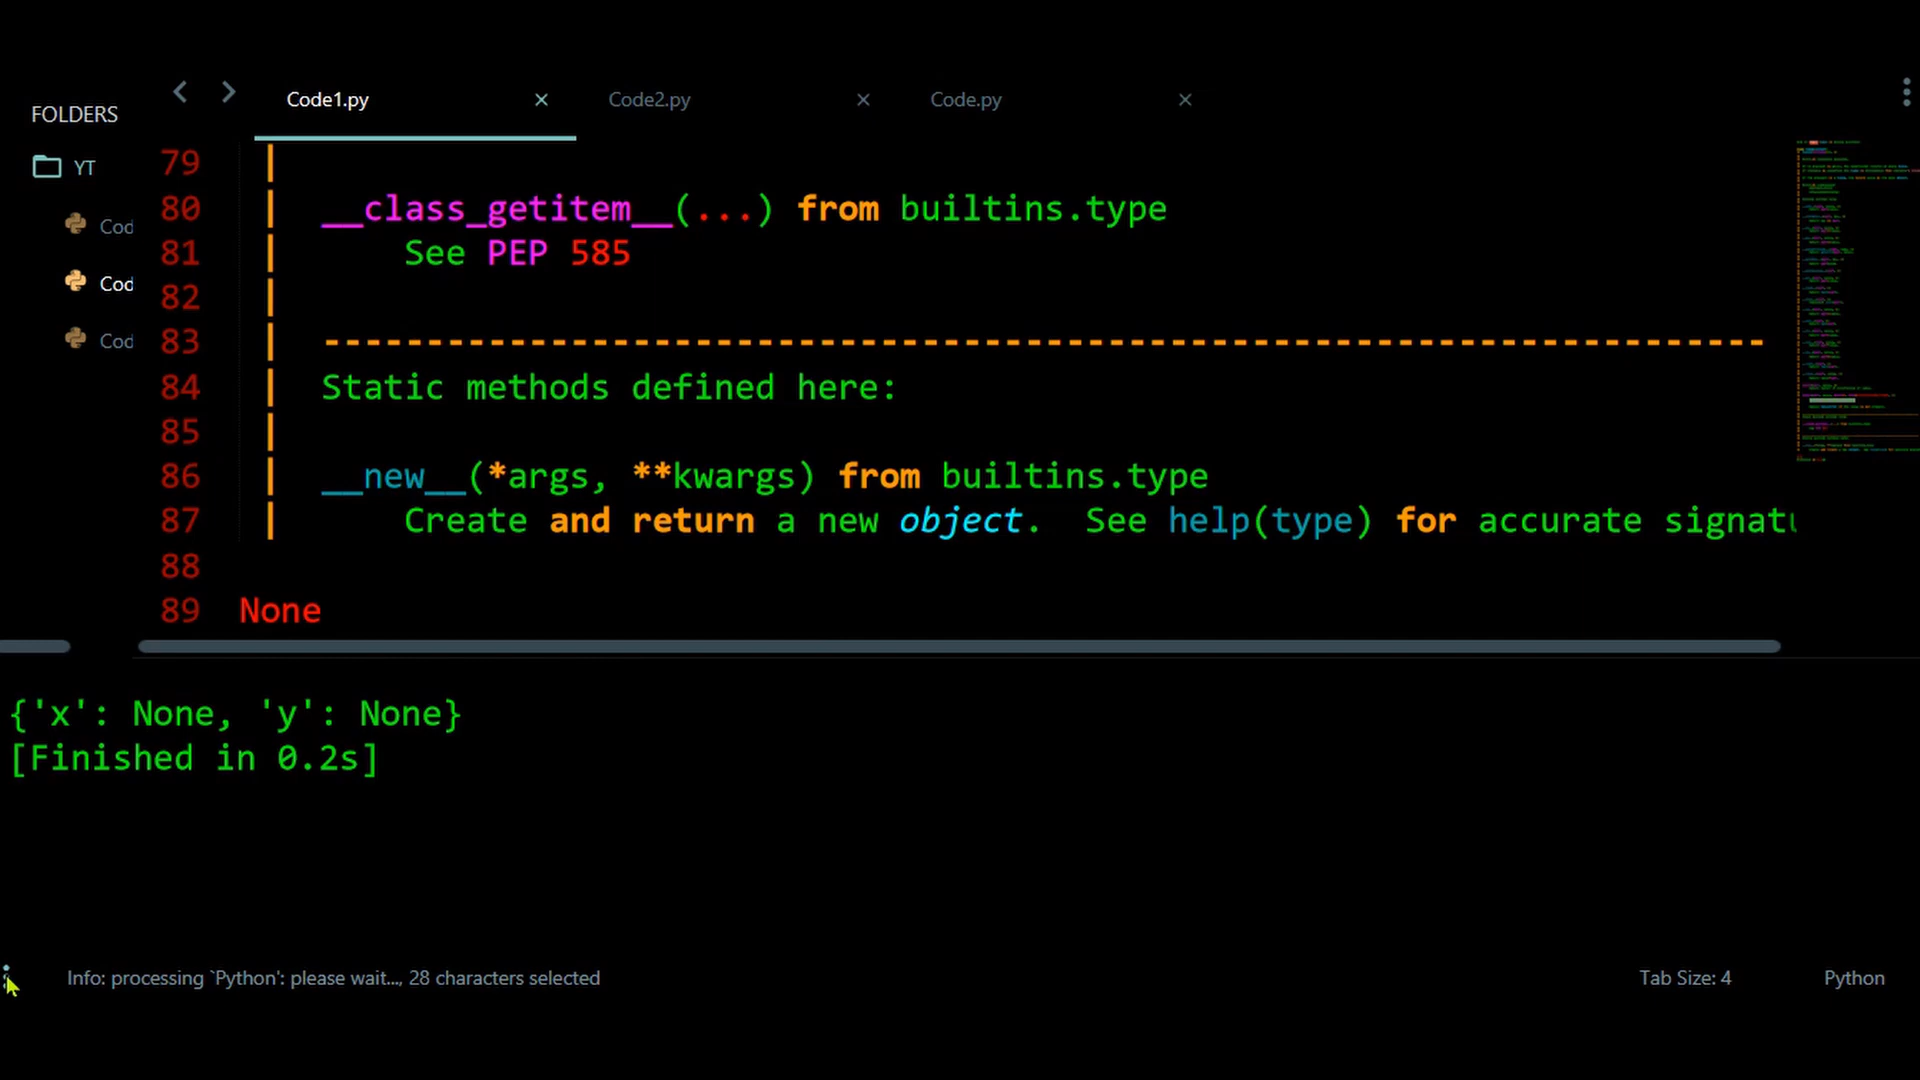 FOLDERS
YT
Cod
Cod
Cod
Code1.py
Code2.py
Code.py
79 |
80 | __class_getitem__(...) from builtins.type
81 | See PEP 585
82 |
83 | ----------------------------------------------------------------------
84 | Static methods defined here:
85 |
86 | __new__(*args, **kwargs) from builtins.type
87 | Create and return a new object.  See help(type) for accurate signatu
88
89 None
{'x': None, 'y': None}
[Finished in 0.2s]
Info: processing `Python': please wait..., 28 characters selected
Tab Size: 4
Python